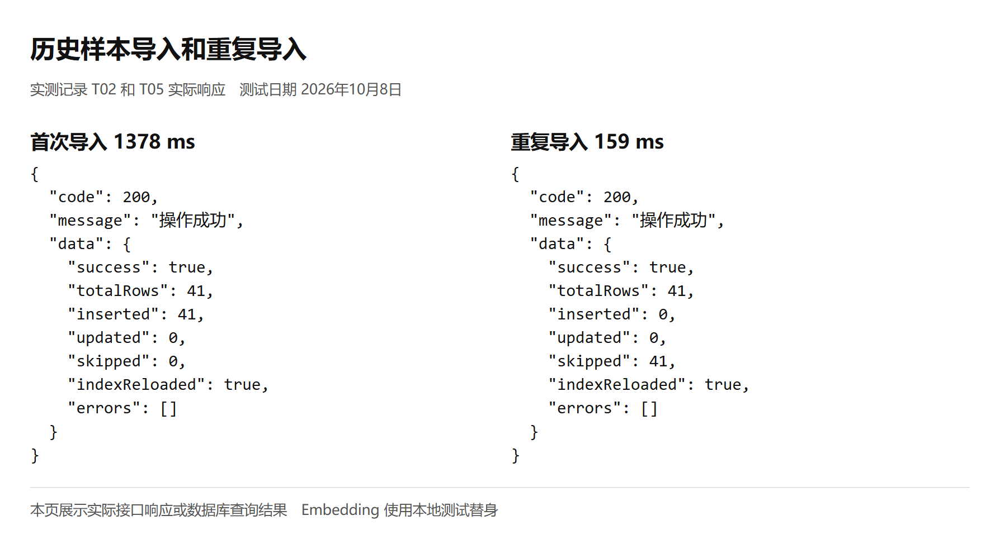 历史样本导入和重复导入
实测记录 T02 和 T05 实际响应 测试日期 2026年10月8日
首次导入 1378 ms
{
  "code": 200,
  "message": "操作成功",
  "data": {
    "success": true,
    "totalRows": 41,
    "inserted": 41,
    "updated": 0,
    "skipped": 0,
    "indexReloaded": true,
    "errors": []
  }
}
重复导入 159 ms
{
  "code": 200,
  "message": "操作成功",
  "data": {
    "success": true,
    "totalRows": 41,
    "inserted": 0,
    "updated": 0,
    "skipped": 41,
    "indexReloaded": true,
    "errors": []
  }
}
本页展示实际接口响应或数据库查询结果 Embedding 使用本地测试替身